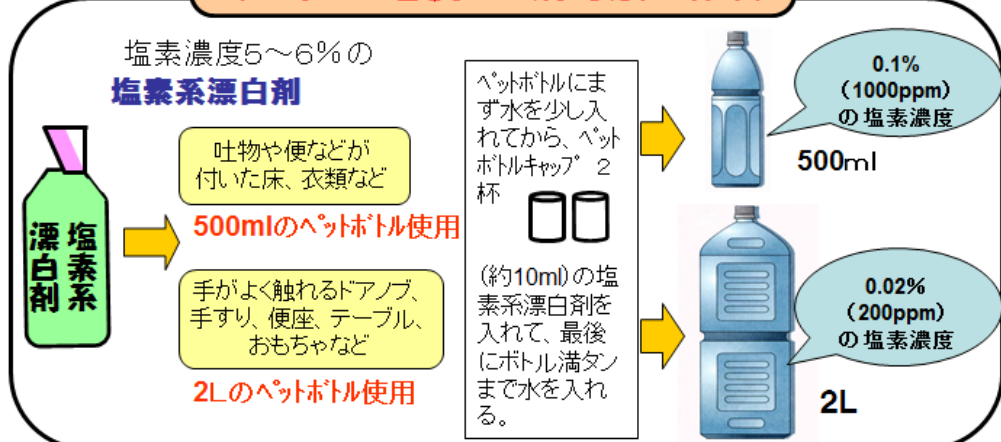 塩素濃度5～6％の
塩素系漂白剤
塩素系
漂白剤
吐物や便などが
付いた床、衣類など
500mlのペットボトル使用
手がよく触れるドアノブ、
手すり、便座、テーブル、
おもちゃなど
2Lのペットボトル使用
ペットボトルにま
ず水を少し入
れてから、ペット
ボトルキャップ 2
杯
(約10ml)の塩
素系漂白剤を
入れて、最後
にボトル満タン
まで水を入れ
る。
0.1%
（1000ppm）
の塩素濃度
500ml
0.02%
（200ppm）
の塩素濃度
2L